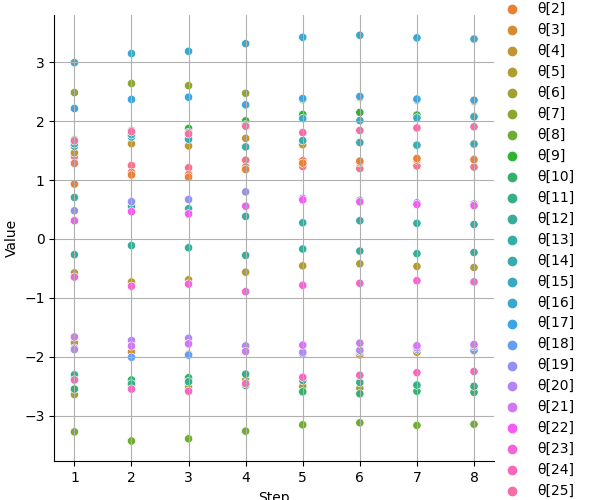 θ[2]
θ[3]
θ[4]
θ[5]
θ[6]
θ[7]
θ[8]
θ[9]
θ[10]
θ[11]
θ[12]
θ[13]
θ[14]
θ[15]
θ[16]
θ[17]
θ[18]
θ[19]
θ[20]
θ[21]
θ[22]
θ[23]
θ[24]
θ[25]
Value
3
2
1
0
−1
−2
−3
1 2 3 4 5 6 7 8
Step